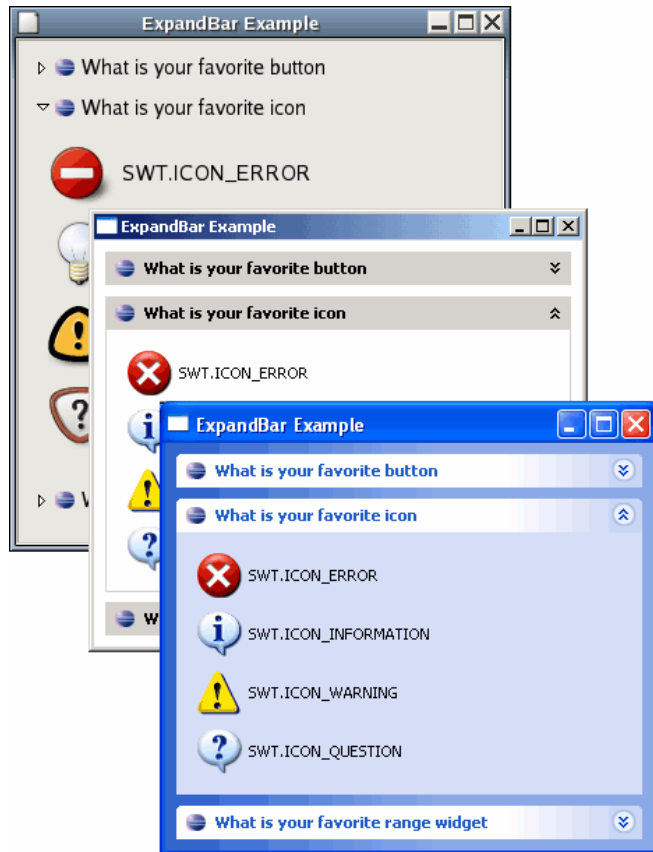 ExpandBar Example
What is your favorite button
What is your favorite icon
SWT.ICON_ERROR
ExpandBar Example
What is your favorite button
What is your favorite icon
SWT.ICON_ERROR
ExpandBar Example
What is your favorite button
What is your favorite icon
SWT.ICON_ERROR
SWT.ICON_INFORMATION
SWT.ICON_WARNING
SWT.ICON_QUESTION
What is your favorite range widget